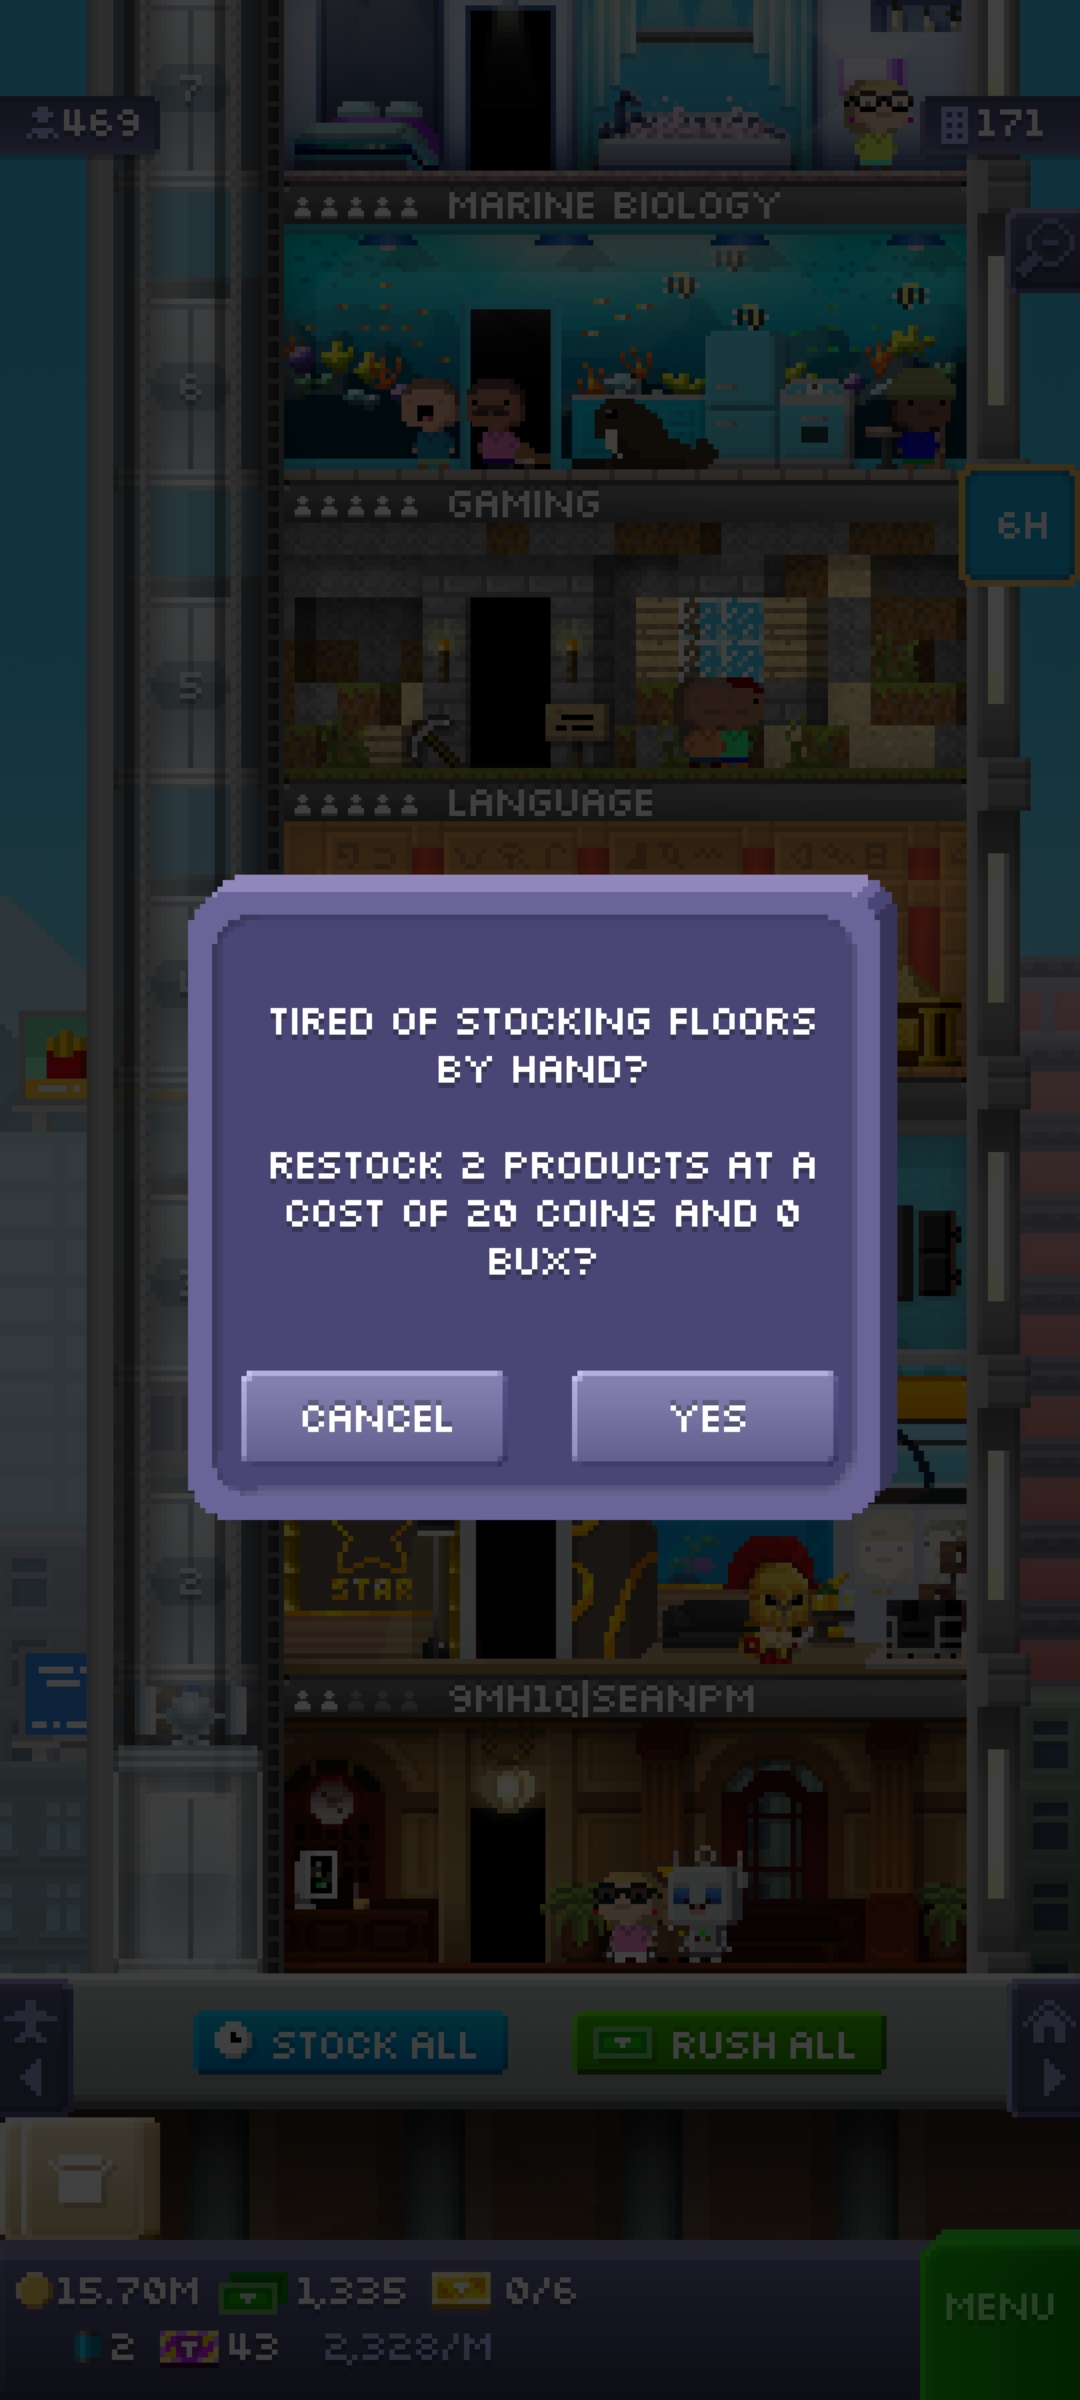 7
469
171
MARINE BIOLOGY
6
GAMING
6H
5
LANGUAGE
TIRED OF STOCKING FLOORS
BY HAND?
RESTOCK 2 PRODUCTS AT A
COST OF 20 COINS AND 0
BUX?
CANCEL
YES
STAR
2
9MH1Q|SEANPM
STOCK ALL
RUSH ALL
15.70M
1,335
0/6
MENU
2
43
2,328/M